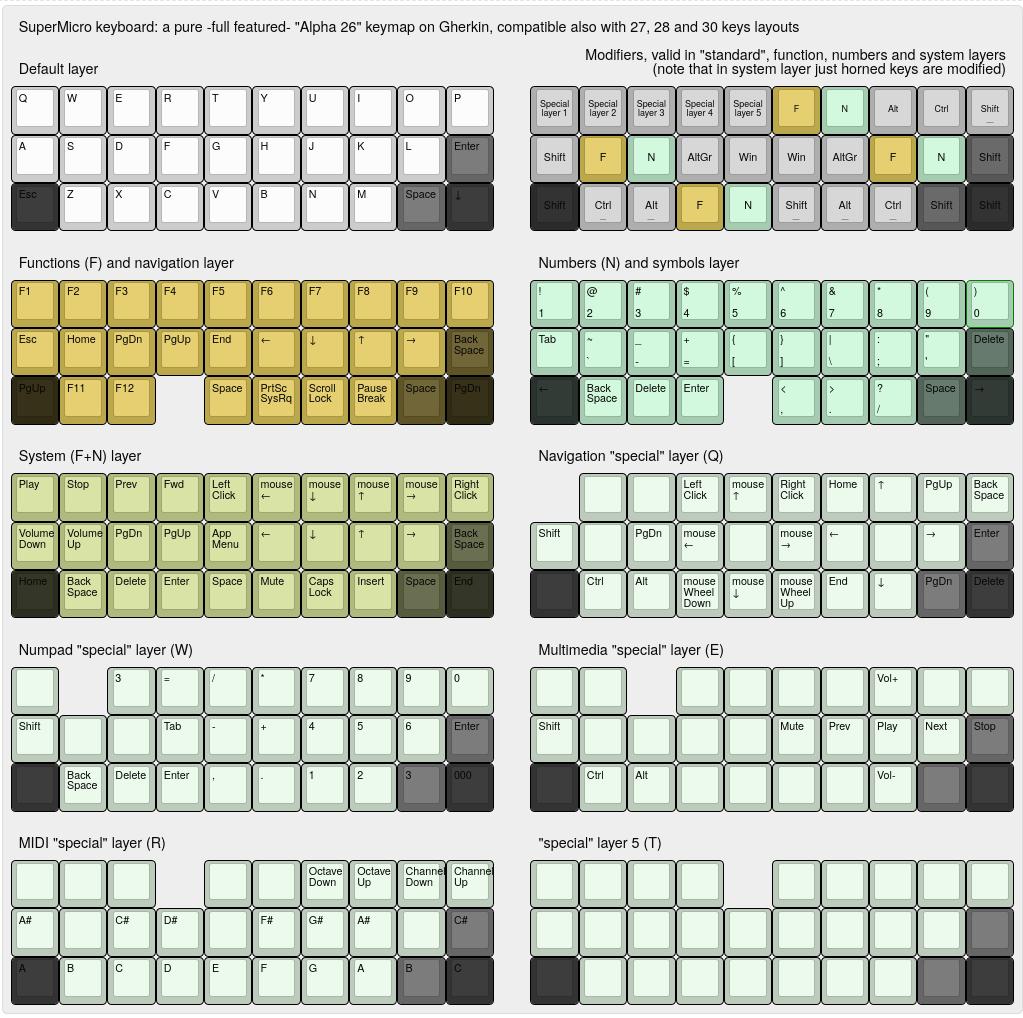 SuperMicro keyboard: a pure -full featured- "Alpha 26" keymap on Gherkin, compatible also with 27, 28 and 30 keys layouts
Default layer
Q W E R T Y U I O P
A S D F G H J K L Enter
Esc Z X C V B N M Space ↓
Modifiers, valid in "standard", function, numbers and system layers
(note that in system layer just horned keys are modified)
Special Special Special Special Special F N Alt Ctrl Shift
layer 1 layer 2 layer 3 layer 4 layer 5 _
Shift F N AltGr Win Win AltGr F N Shift
Shift Ctrl Alt F N Shift Alt Ctrl Shift Shift
_ _ _ _ _
Functions (F) and navigation layer
F1 F2 F3 F4 F5 F6 F7 F8 F9 F10
Esc Home PgDn PgUp End ← ↓ ↑ → Back
Space
PgUp F11 F12 Space PrtSc Scroll Pause Space PgDn
SysRq Lock Break
Numbers (N) and symbols layer
! @ # $ % ^ & * ( )
1 2 3 4 5 6 7 8 9 0
Tab ~ _ + { } | : " Delete
` - = [ ] \ ; '
← Back Delete Enter < > ? Space →
Space , . /
System (F+N) layer
Play Stop Prev Fwd Left mouse mouse mouse mouse Right
Click ← ↓ ↑ → Click
Volume Volume PgDn PgUp App ← ↓ ↑ → Back
Down Up Menu Space
Home Back Delete Enter Space Mute Caps Insert Space End
Space Lock
Navigation "special" layer (Q)
Left mouse Right Home ↑ PgUp Back
Click ↑ Click Space
Shift PgDn mouse mouse ← → Enter
← →
Ctrl Alt mouse mouse mouse End ↓ PgDn Delete
Wheel ↓ Wheel
Down Up
Numpad "special" layer (W)
3 = / * 7 8 9 0
Shift Tab - + 4 5 6 Enter
Back Delete Enter , . 1 2 3 000
Space
Multimedia "special" layer (E)
Vol+
Shift Mute Prev Play Next Stop
Ctrl Alt Vol-
MIDI "special" layer (R)
Octave Octave Channel Channel
Down Up Down Up
A# C# D# F# G# A# C#
A B C D E F G A B C
"special" layer 5 (T)